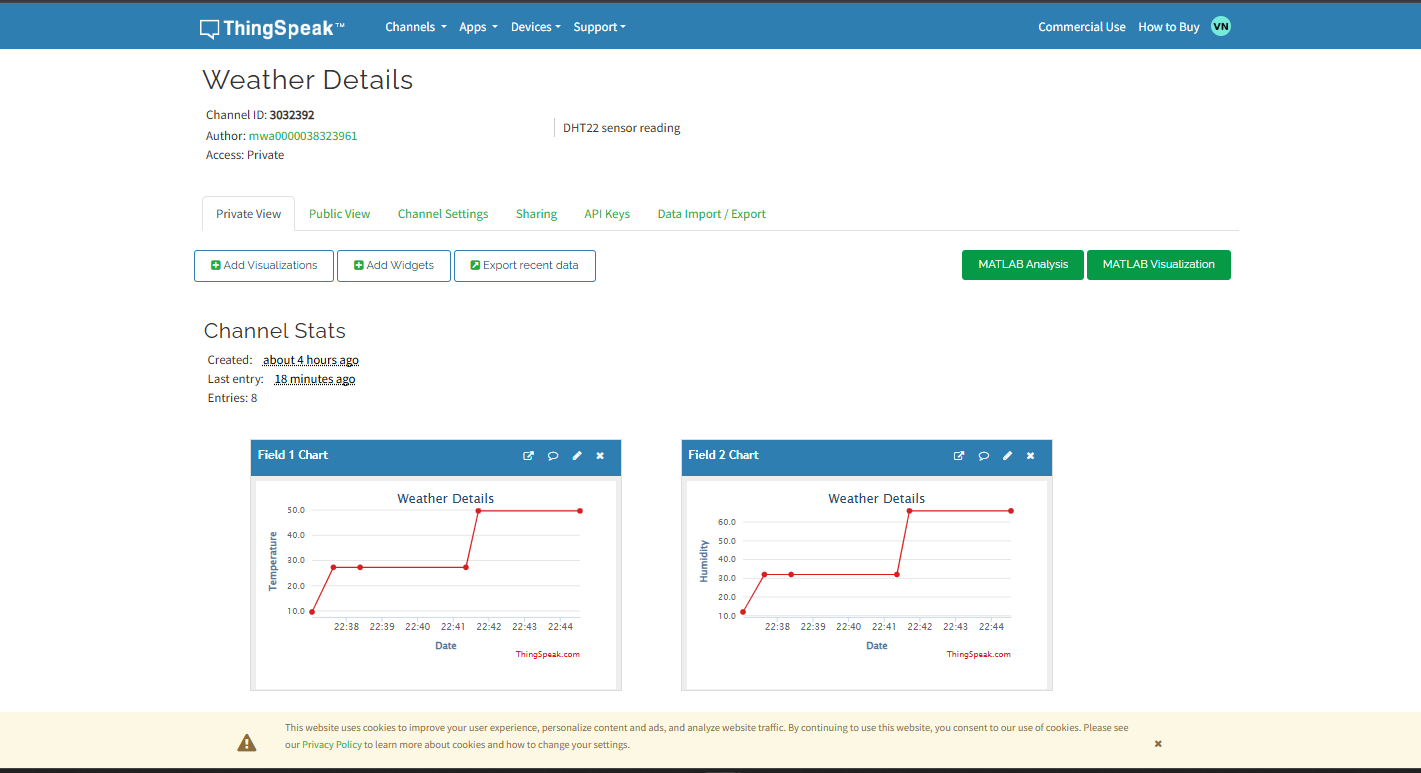 ThingSpeak™ Channels Apps Devices Support Commercial Use How to Buy VN
Weather Details
Channel ID: 3032392
Author: mwa0000038323961
Access: Private
DHT22 sensor reading
Private View Public View Channel Settings Sharing API Keys Data Import / Export
Add Visualizations Add Widgets Export recent data MATLAB Analysis MATLAB Visualization
Channel Stats
Created: about 4 hours ago
Last entry: 18 minutes ago
Entries: 8
Field 1 Chart
Weather Details
Temperature
50.0
40.0
30.0
20.0
10.0
22:38 22:39 22:40 22:41 22:42 22:43 22:44
Date
ThingSpeak.com
Field 2 Chart
Weather Details
Humidity
60.0
50.0
40.0
30.0
20.0
10.0
22:38 22:39 22:40 22:41 22:42 22:43 22:44
Date
ThingSpeak.com
This website uses cookies to improve your user experience, personalize content and ads, and analyze website traffic. By continuing to use this website, you consent to our use of cookies. Please see
our Privacy Policy to learn more about cookies and how to change your settings.